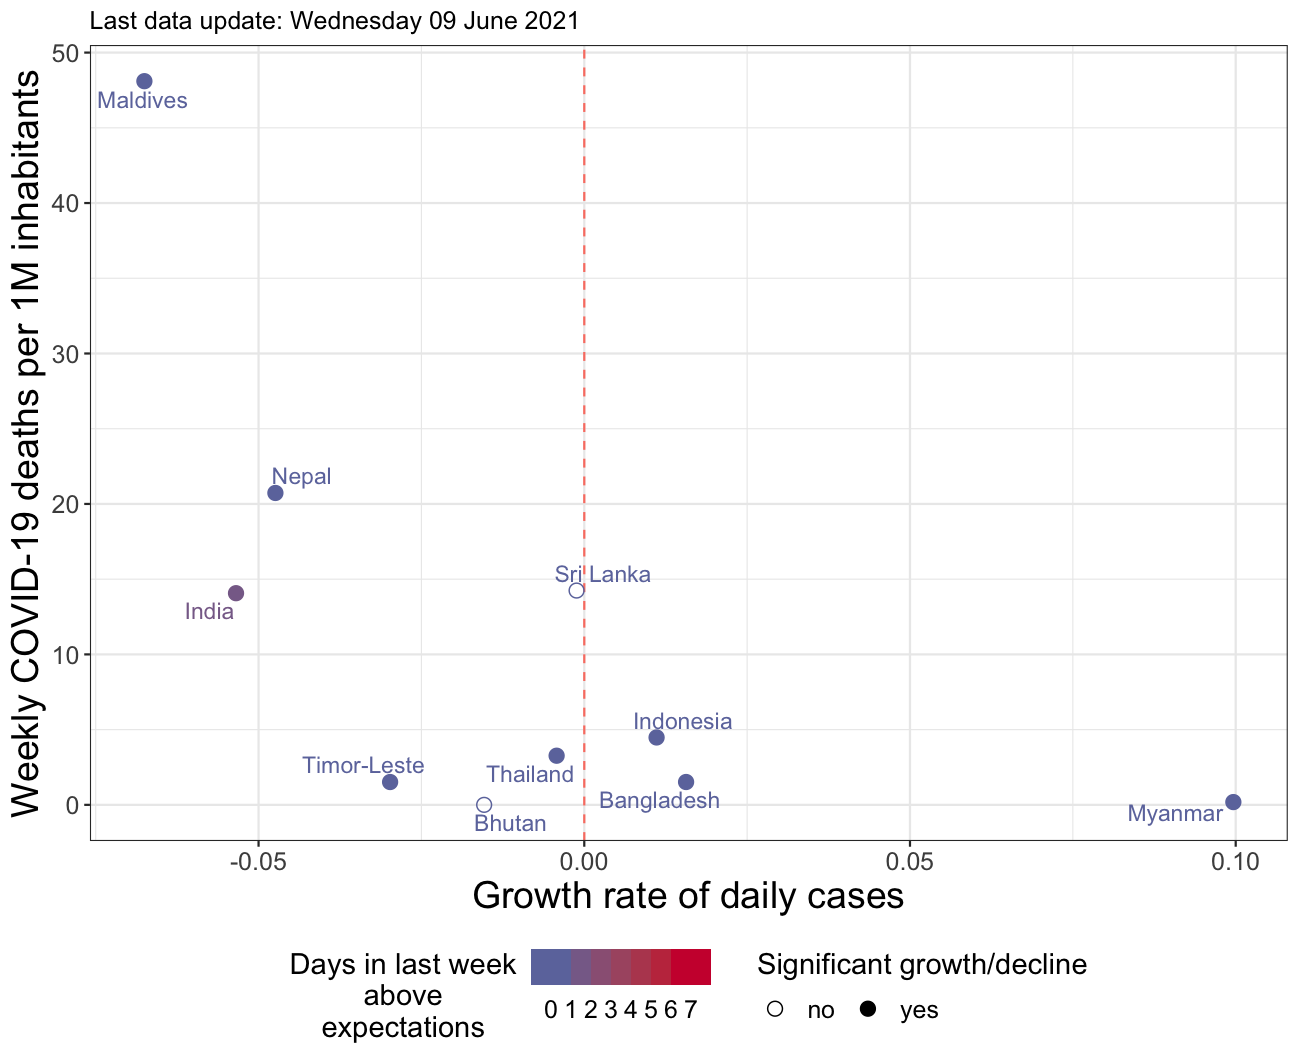 Last data update: Wednesday 09 June 2021
Weekly COVID-19 deaths per 1M inhabitants
50
40
30
20
10
0
Maldives
Nepal
Sri Lanka
India
Indonesia
Timor-Leste
Thailand
Bangladesh
Myanmar
Bhutan
-0.05
0.00
0.05
0.10
Growth rate of daily cases
Days in last week
above
expectations
0 1 2 3 4 5 6 7
Significant growth/decline
no
yes